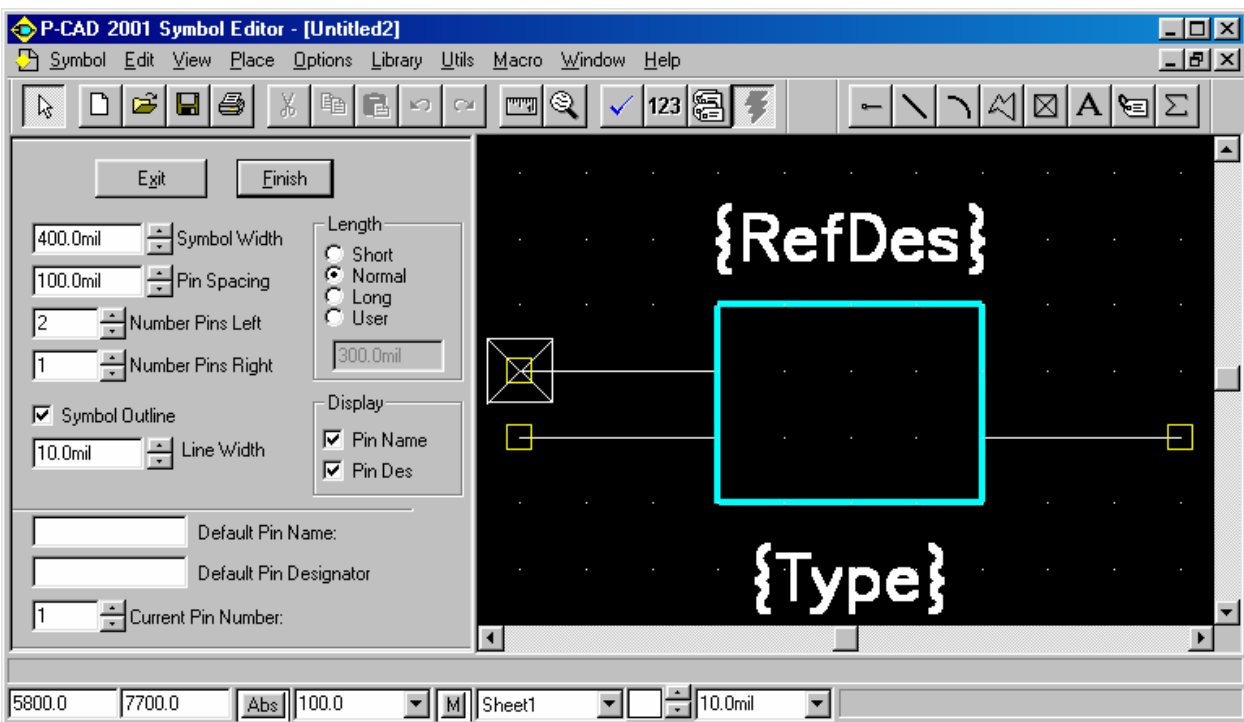 P-CAD 2001 Symbol Editor - [Untitled2]
Symbol Edit View Place Options Library Utils Macro Window Help
123 A Σ
Exit Finish
400.0mil Symbol Width
100.0mil Pin Spacing
2 Number Pins Left
1 Number Pins Right
Symbol Outline
10.0mil Line Width
Length
Short
Normal
Long
User
300.0mil
Display
Pin Name
Pin Des
Default Pin Name:
Default Pin Designator
1 Current Pin Number:
{RefDes}
{Type}
5800.0 7700.0 Abs 100.0 M Sheet1 10.0mil